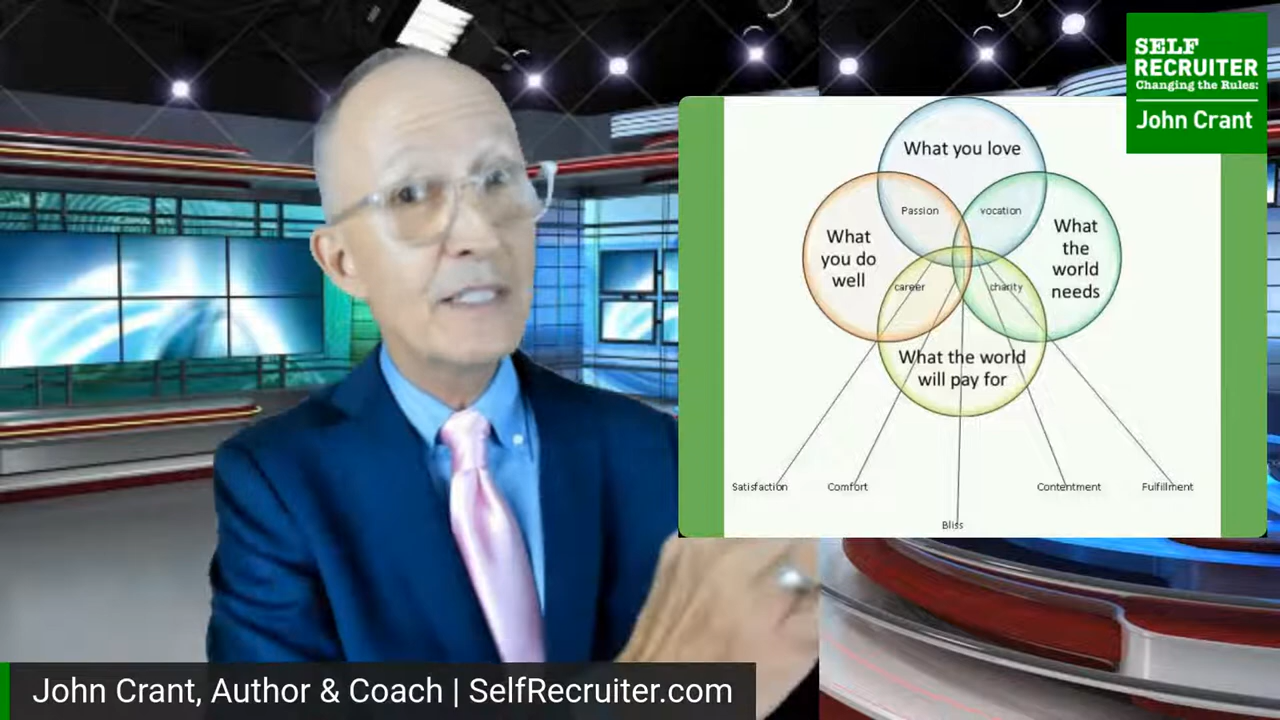 SELF
RECRUITER
Changing the Rules:
John Crant
What you love
Passion
vocation
What
you do
well
What
the
world
needs
career
charity
What the world
will pay for
Satisfaction
Comfort
Bliss
Contentment
Fulfillment
John Crant, Author & Coach | SelfRecruiter.com